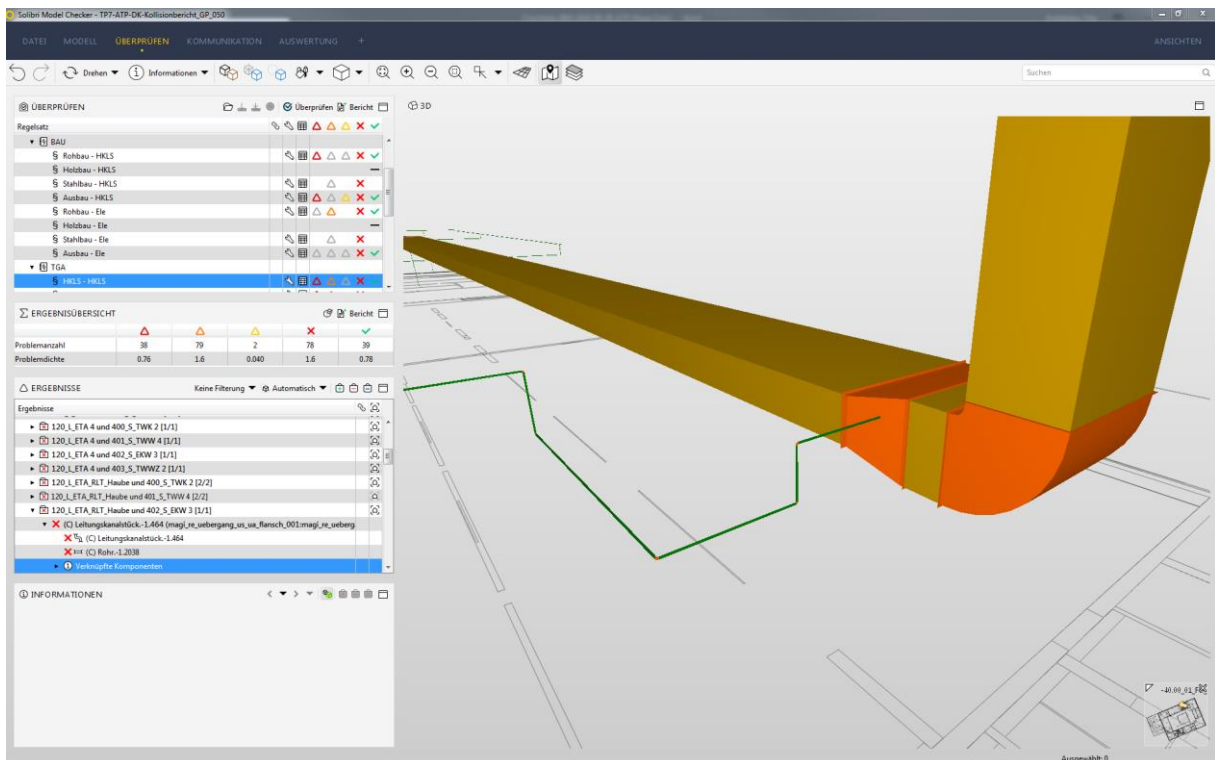 Solibri Model Checker - TP7-ATP-DK-Kollisionbericht_GP_050
DATEI MODELL ÜBERPRÜFEN KOMMUNIKATION AUSWERTUNG + ANSICHTEN
Drehen Informationen Suchen
ÜBERPRÜFEN Überprüfen Bericht
3D
Regelsatz
§ BAU
§ Rohbau - HKLS
§ Holzbau - HKLS
§ Stahlbau - HKLS
§ Ausbau - HKLS
§ Rohbau - Ele
§ Holzbau - Ele
§ Stahlbau - Ele
§ Ausbau - Ele
§ TGA
§ HKLS - HKLS
∑ ERGEBNISÜBERSICHT Bericht
Problemanzahl 38 79 2 78 39
Problemdichte 0.76 1.6 0.040 1.6 0.78
ERGEBNISSE Keine Filterung Automatisch
Ergebnisse
120_L_ETA 4 und 400_S_TWK 2 [1/1]
120_L_ETA 4 und 401_S_TWW 4 [1/1]
120_L_ETA 4 und 402_S_EKW 3 [1/1]
120_L_ETA 4 und 403_S_TWWZ 2 [1/1]
120_L_ETA_RLT_Haube und 400_S_TWK 2 [2/2]
120_L_ETA_RLT_Haube und 401_S_TWW 4 [2/2]
120_L_ETA_RLT_Haube und 402_S_EKW 3 [1/1]
(C) Leitungskanalstück.-1.464 (magi_re_uebergang_us_ua_flansch_001:magi_re_ueberg
(C) Leitungskanalstück.-1.464
(C) Rohr.-1.2038
Verknüpfte Komponenten
INFORMATIONEN
Ausgewählt: 0